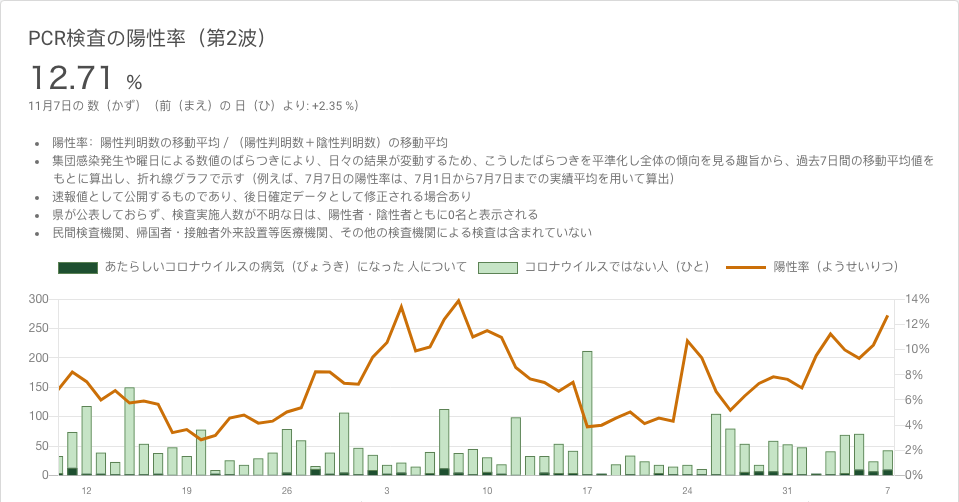 PCR検査の陽性率（第2波）
12.71 %
11月7日の 数（かず）（前（まえ）の 日（ひ）より: +2.35 %）
• 陽性率：陽性判明数の移動平均 / （陽性判明数＋陰性判明数）の移動平均
• 集団感染発生や曜日による数値のばらつきにより、日々の結果が変動するため、こうしたばらつきを平準化し全体の傾向を見る趣旨から、過去7日間の移動平均値を
もとに算出し、折れ線グラフで示す（例えば、7月7日の陽性率は、7月1日から7月7日までの実績平均を用いて算出）
• 速報値として公開するものであり、後日確定データとして修正される場合あり
• 県が公表しておらず、検査実施人数が不明な日は、陽性者・陰性者ともに0名と表示される
• 民間検査機関、帰国者・接触者外来設置等医療機関、その他の検査機関による検査は含まれていない
あたらしいコロナウイルスの病気（びょうき）になった 人について コロナウイルスではない人（ひと） 陽性率（ようせいりつ）
300 14%
250 12%
200 10%
150 8%
100 6%
50 4%
2%
0 0%
12 19 26 3 10 17 24 31 7